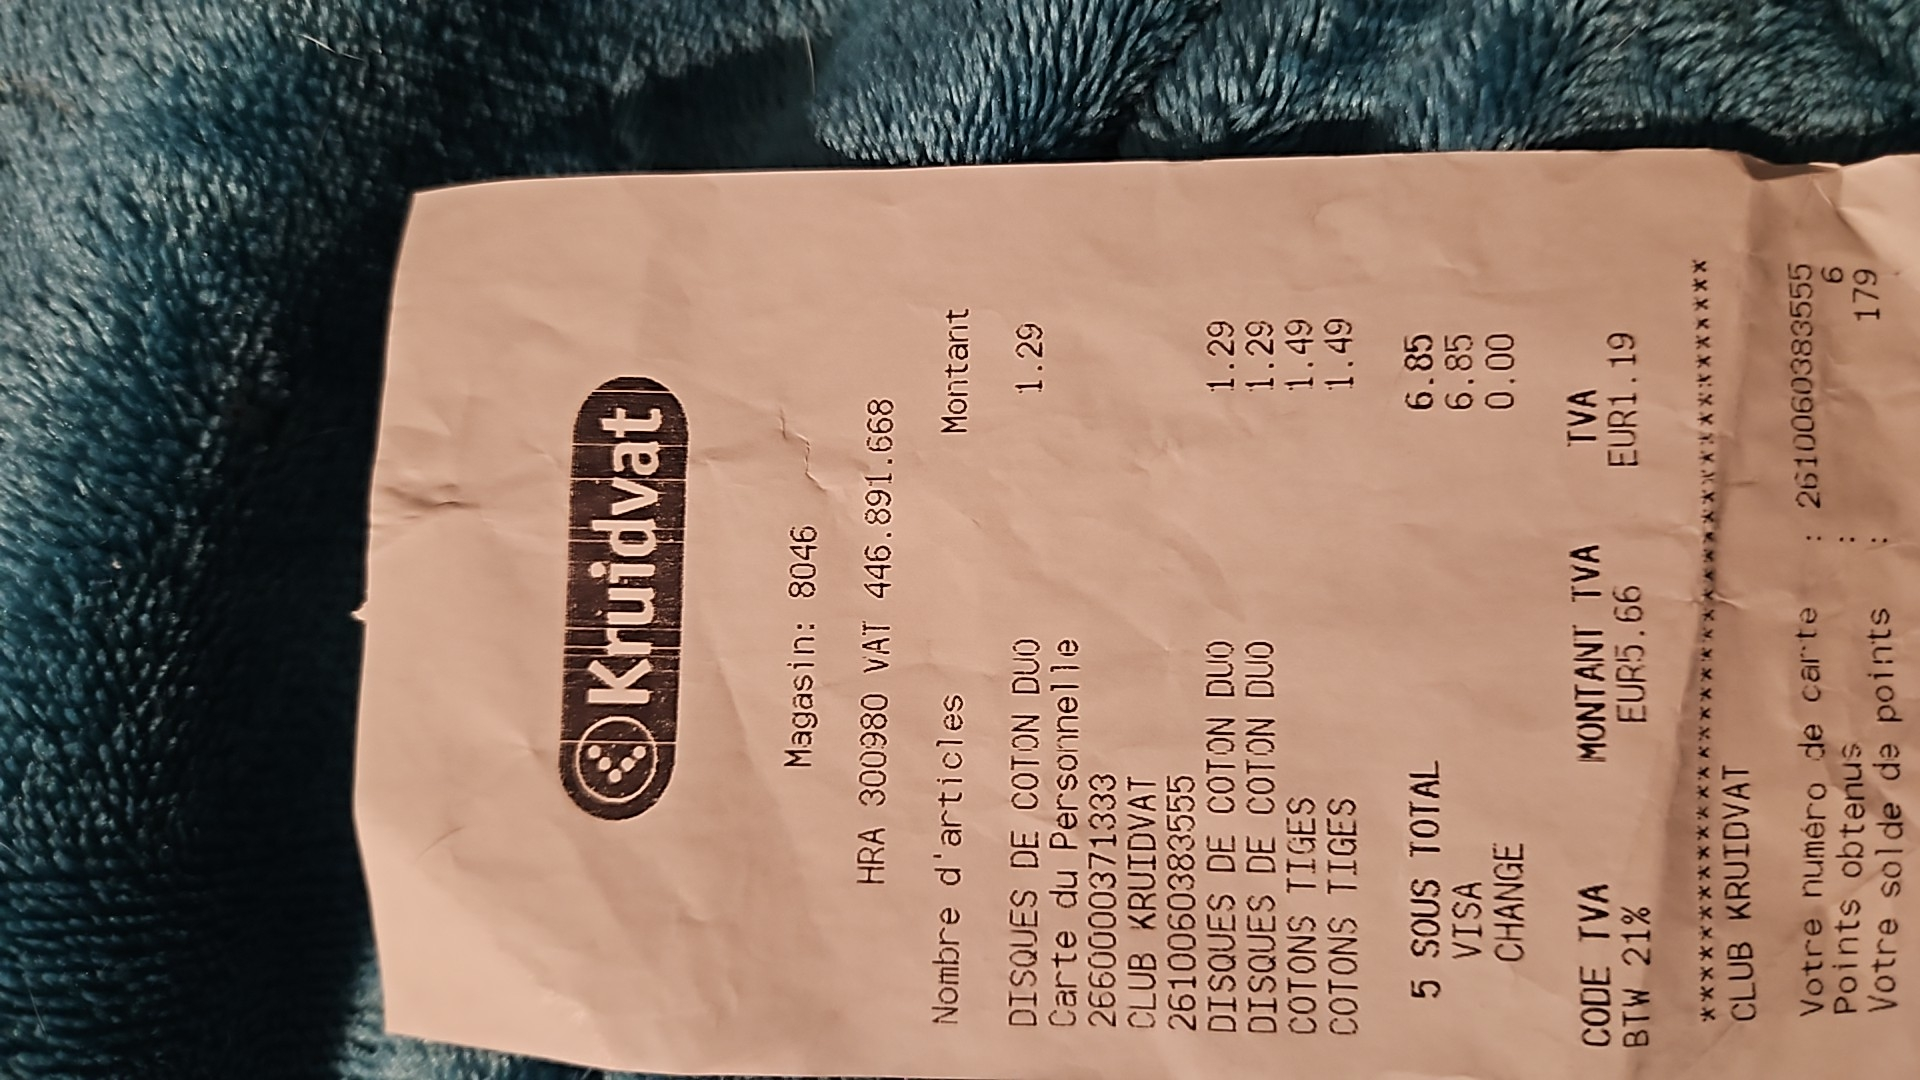 Kruidvat
Magasin: 8046
HRA 300980 VAT 446.891.668
Nombre d'articles Montant
DISQUES DE COTON DUO 1.29
Carte du Personnelle
2660000371333
CLUB KRUIDVAT
2610060383555
DISQUES DE COTON DUO 1.29
DISQUES DE COTON DUO 1.29
COTONS TIGES 1.49
COTONS TIGES 1.49
5 SOUS TOTAL 6.85
VISA 6.85
CHANGE 0.00
CODE TVA MONTANT TVA TVA
BTW 21% EUR5.66 EUR1.19
****************************************
CLUB KRUIDVAT
Votre numéro de carte : 2610060383555
Points obtenus : 6
Votre solde de points : 179